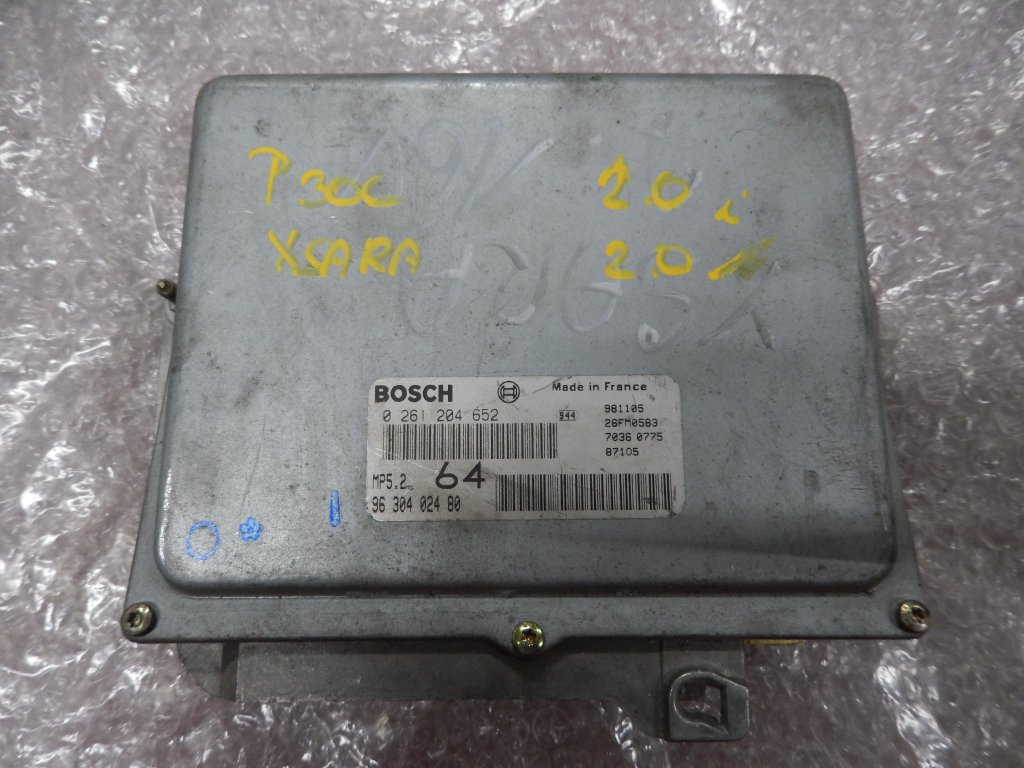 P 306 2.0 i
XSARA 2.0
BOSCH Made in France
0 261 204 652 944 981105
26FM0583
7036 0775
87105
MP5.2 64
96 304 024 80